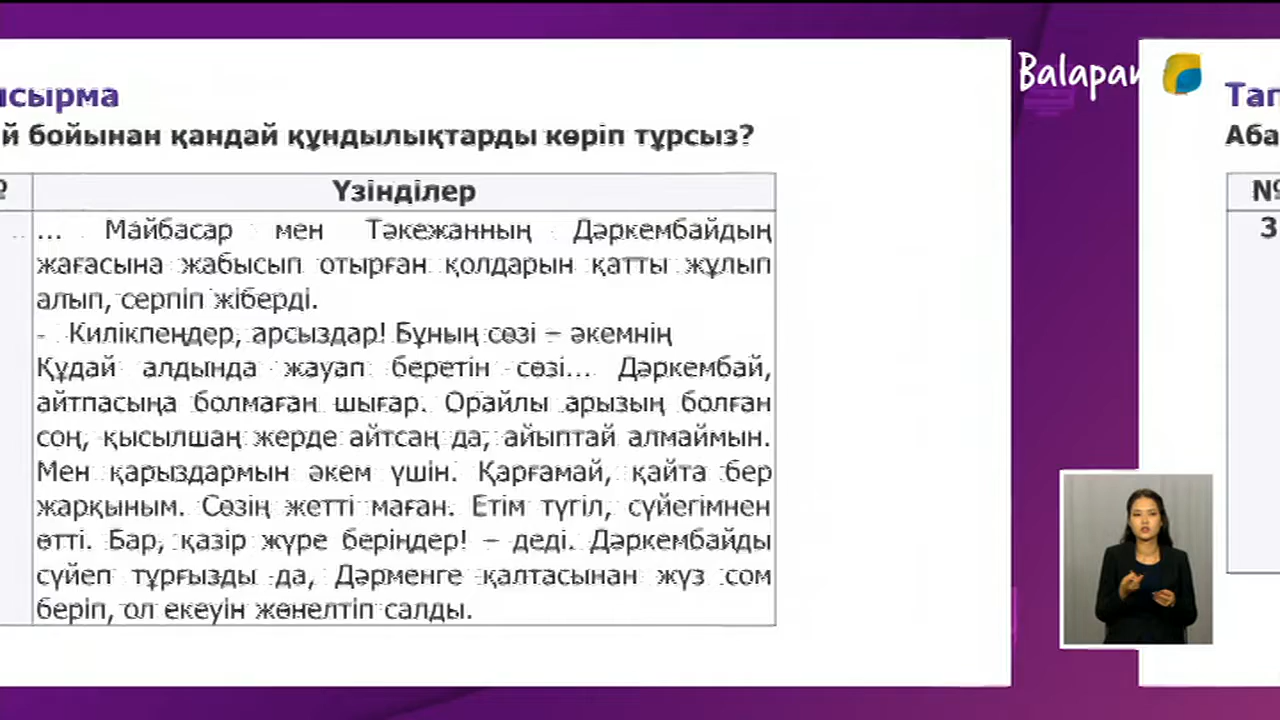 Balapan
псырма
й бойынан қандай құндылықтарды көріп тұрсыз?
Үзінділер
... Майбасар мен Тәкежанның Дәркембайдың
жағасына жабысып отырған қолдарын қатты жұлып
алып, серпіп жіберді.
- Килікпеңдер, арсыздар! Бұның сөзі – әкемнің
Құдай алдында жауап беретін сөзі... Дәркембай,
айтпасыңа болмаған шығар. Орайлы арызың болған
соң, қысылшаң жерде айтсаң да, айыптай алмаймын.
Мен қарыздармын әкем үшін. Қарғамай, қайта бер
жарқыным. Сөзің жетті маған. Етім түгіл, сүйегімнен
өтті. Бар, қазір жүре беріңдер! – деді. Дәркембайды
сүйеп тұрғызды да, Дәрменге қалтасынан жүз сом
беріп, ол екеуін жөнелтіп салды.
Тап
Аба
№
3